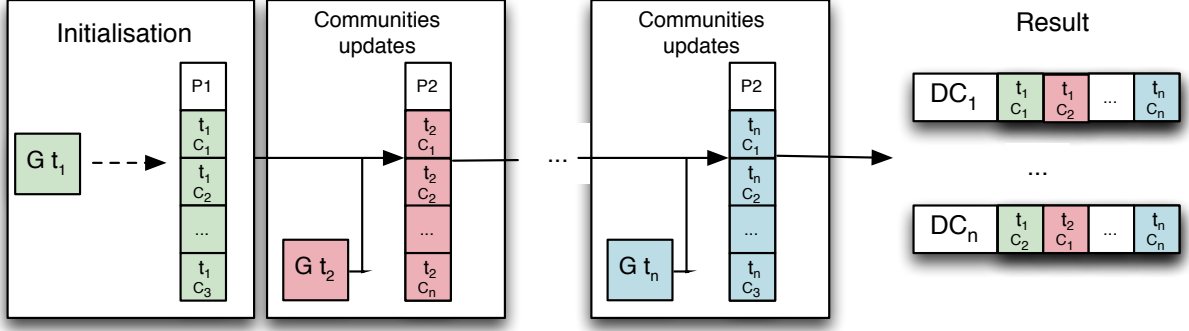 Initialisation
G t1
P1
t1
C1
t1
C2
...
t1
C3
Communities
updates
G t2
P2
t2
C1
t2
C2
...
t2
Cn
...
Communities
updates
G tn
P2
tn
C1
tn
C2
...
tn
C3
Result
DC1 t1 t1 ... tn
C1 C2 Cn
...
DCn t1 t2 ... tn
C2 C1 Cn